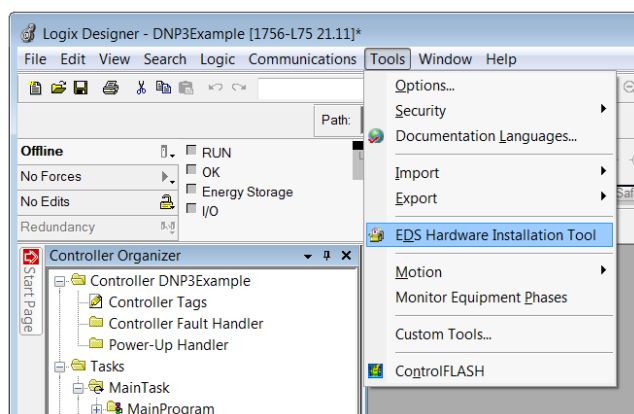 Logix Designer - DNP3Example [1756-L75 21.11]*
File Edit View Search Logic Communications Tools Window Help
Path:
Offline
No Forces
No Edits
Redundancy
RUN
OK
Energy Storage
I/O
Options...
Security
Documentation Languages...
Import
Export
EDS Hardware Installation Tool
Motion
Monitor Equipment Phases
Custom Tools...
ControlFLASH
Start Page
Controller Organizer
Controller DNP3Example
Controller Tags
Controller Fault Handler
Power-Up Handler
Tasks
MainTask
MainProgram